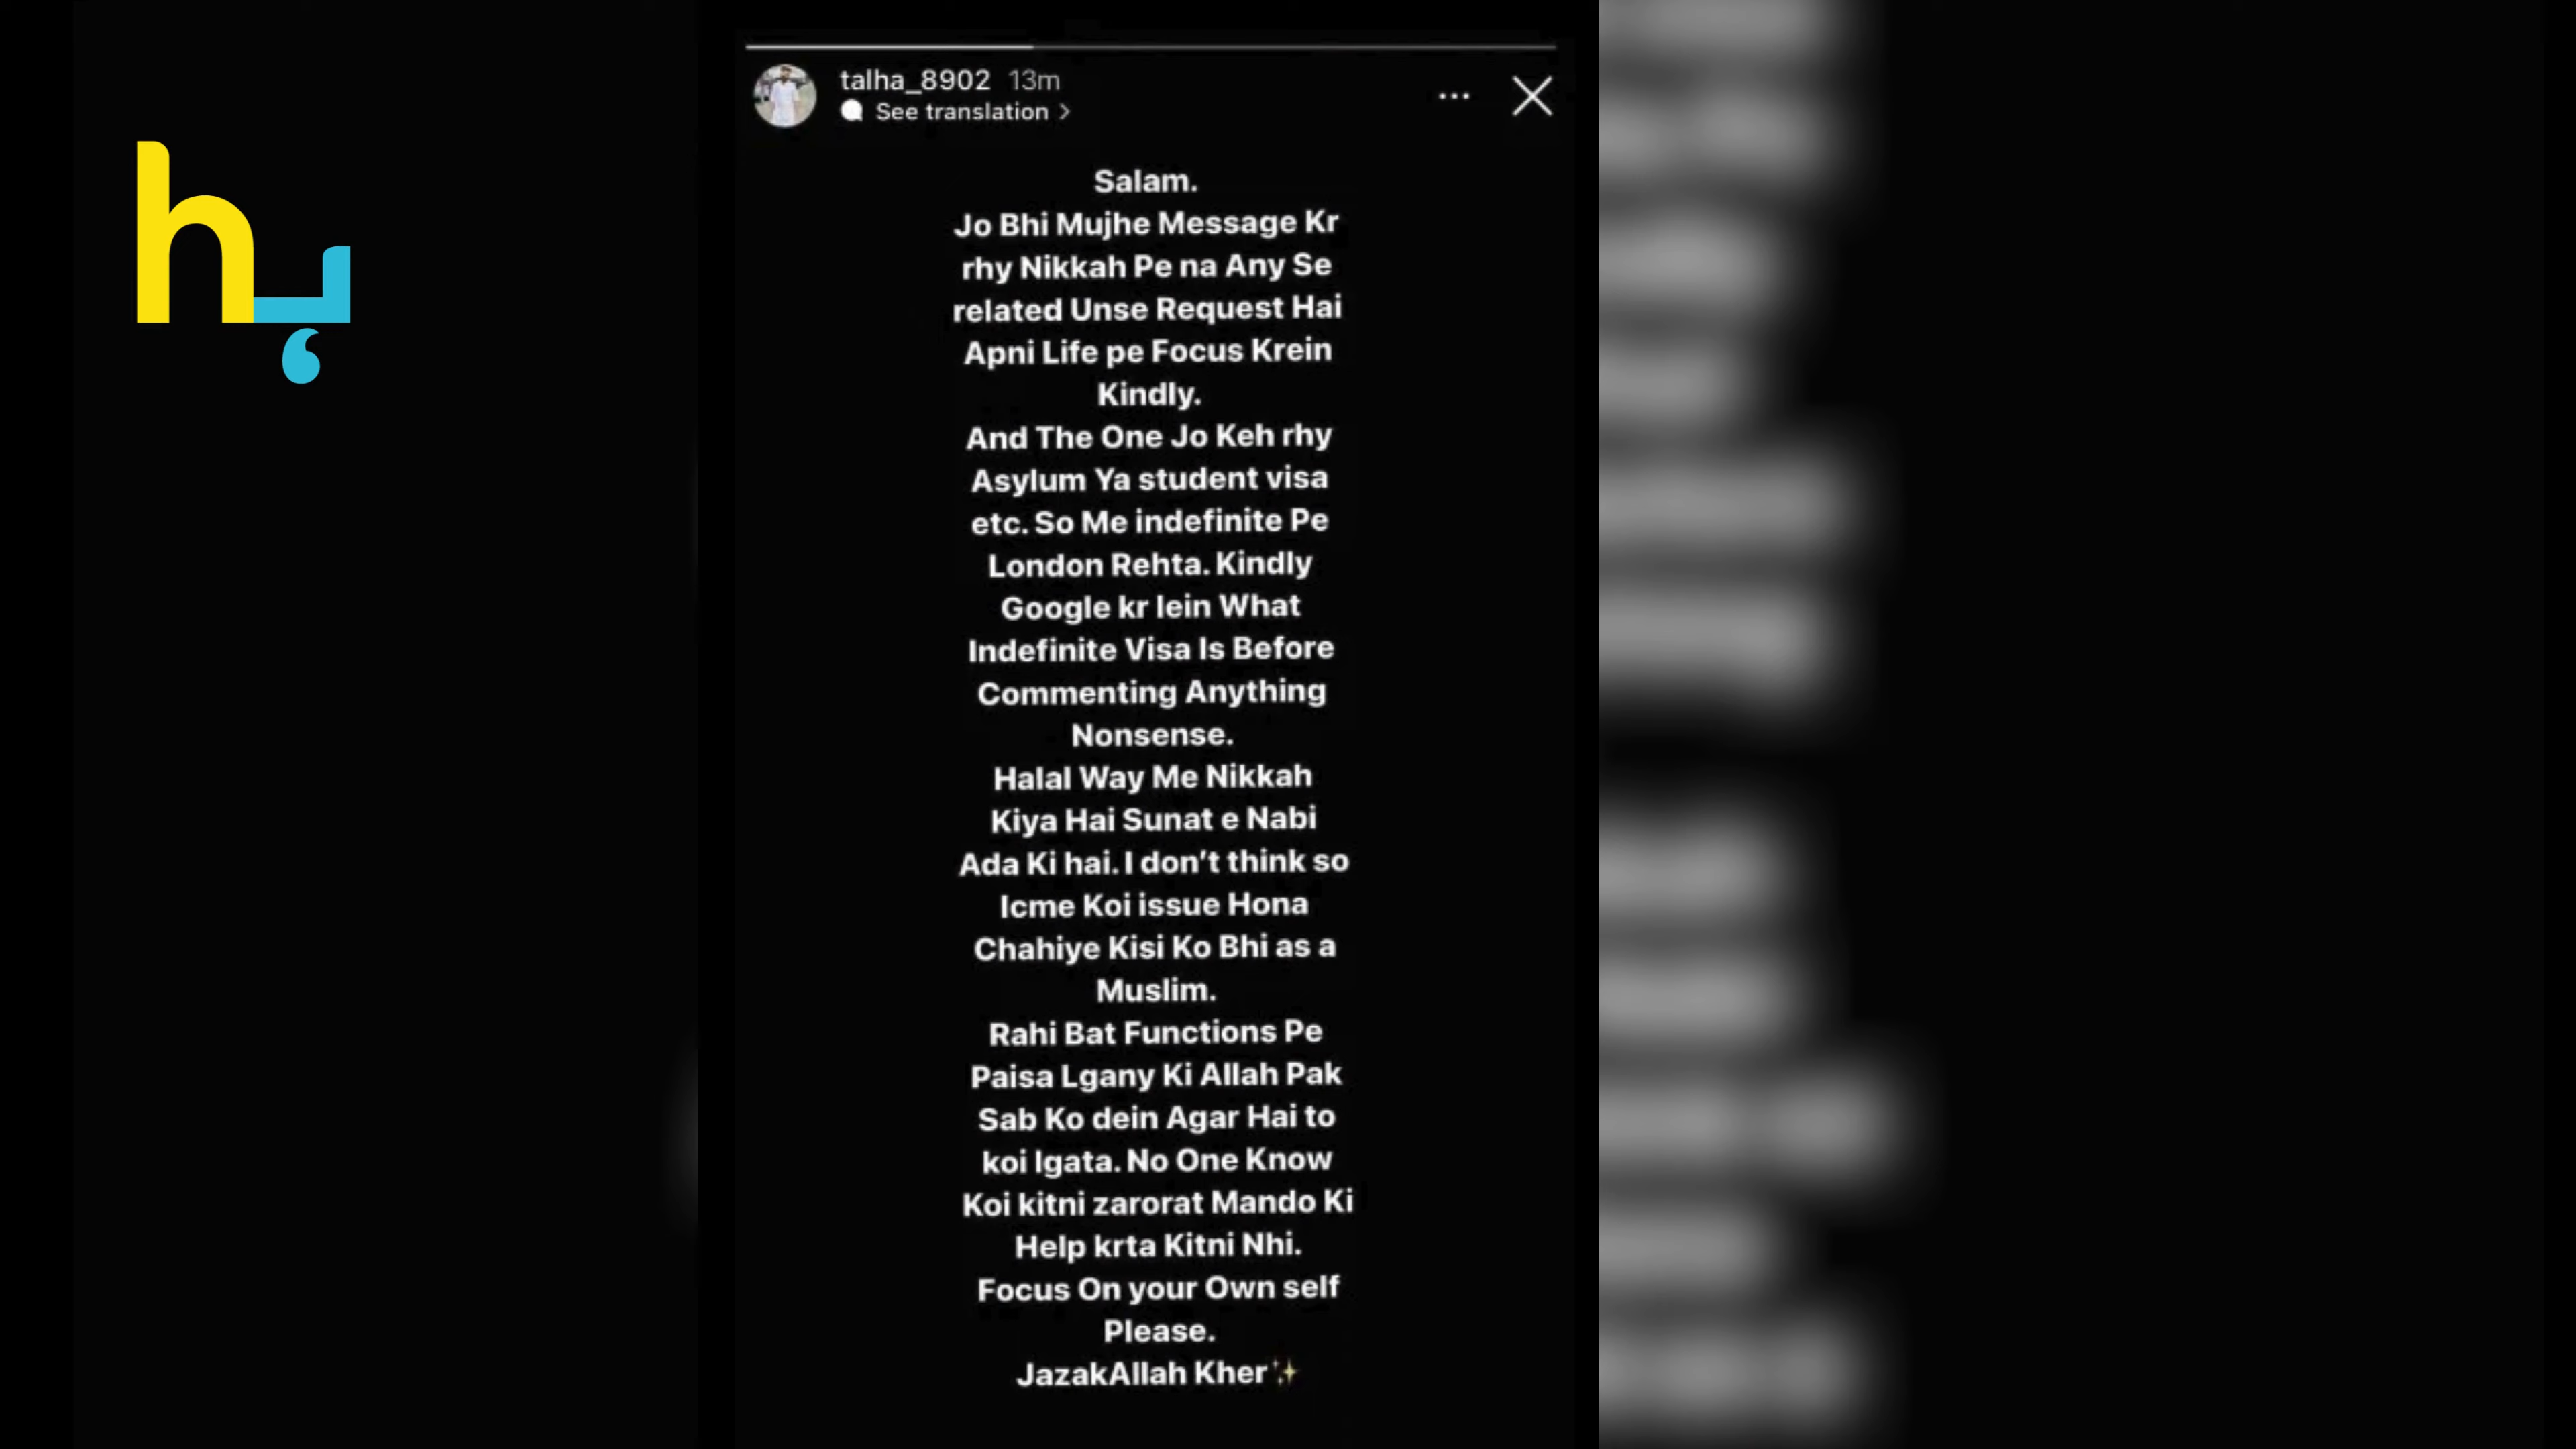 talha_8902 13m
See translation >
Salam.
Jo Bhi Mujhe Message Kr
rhy Nikkah Pe na Any Se
related Unse Request Hai
Apni Life pe Focus Krein
Kindly.
And The One Jo Keh rhy
Asylum Ya student visa
etc. So Me indefinite Pe
London Rehta. Kindly
Google kr lein What
Indefinite Visa Is Before
Commenting Anything
Nonsense.
Halal Way Me Nikkah
Kiya Hai Sunat e Nabi
Ada Ki hai. I don't think so
Icme Koi issue Hona
Chahiye Kisi Ko Bhi as a
Muslim.
Rahi Bat Functions Pe
Paisa Lgany Ki Allah Pak
Sab Ko dein Agar Hai to
koi lgata. No One Know
Koi kitni zarorat Mando Ki
Help krta Kitni Nhi.
Focus On your Own self
Please.
JazakAllah Kher✨